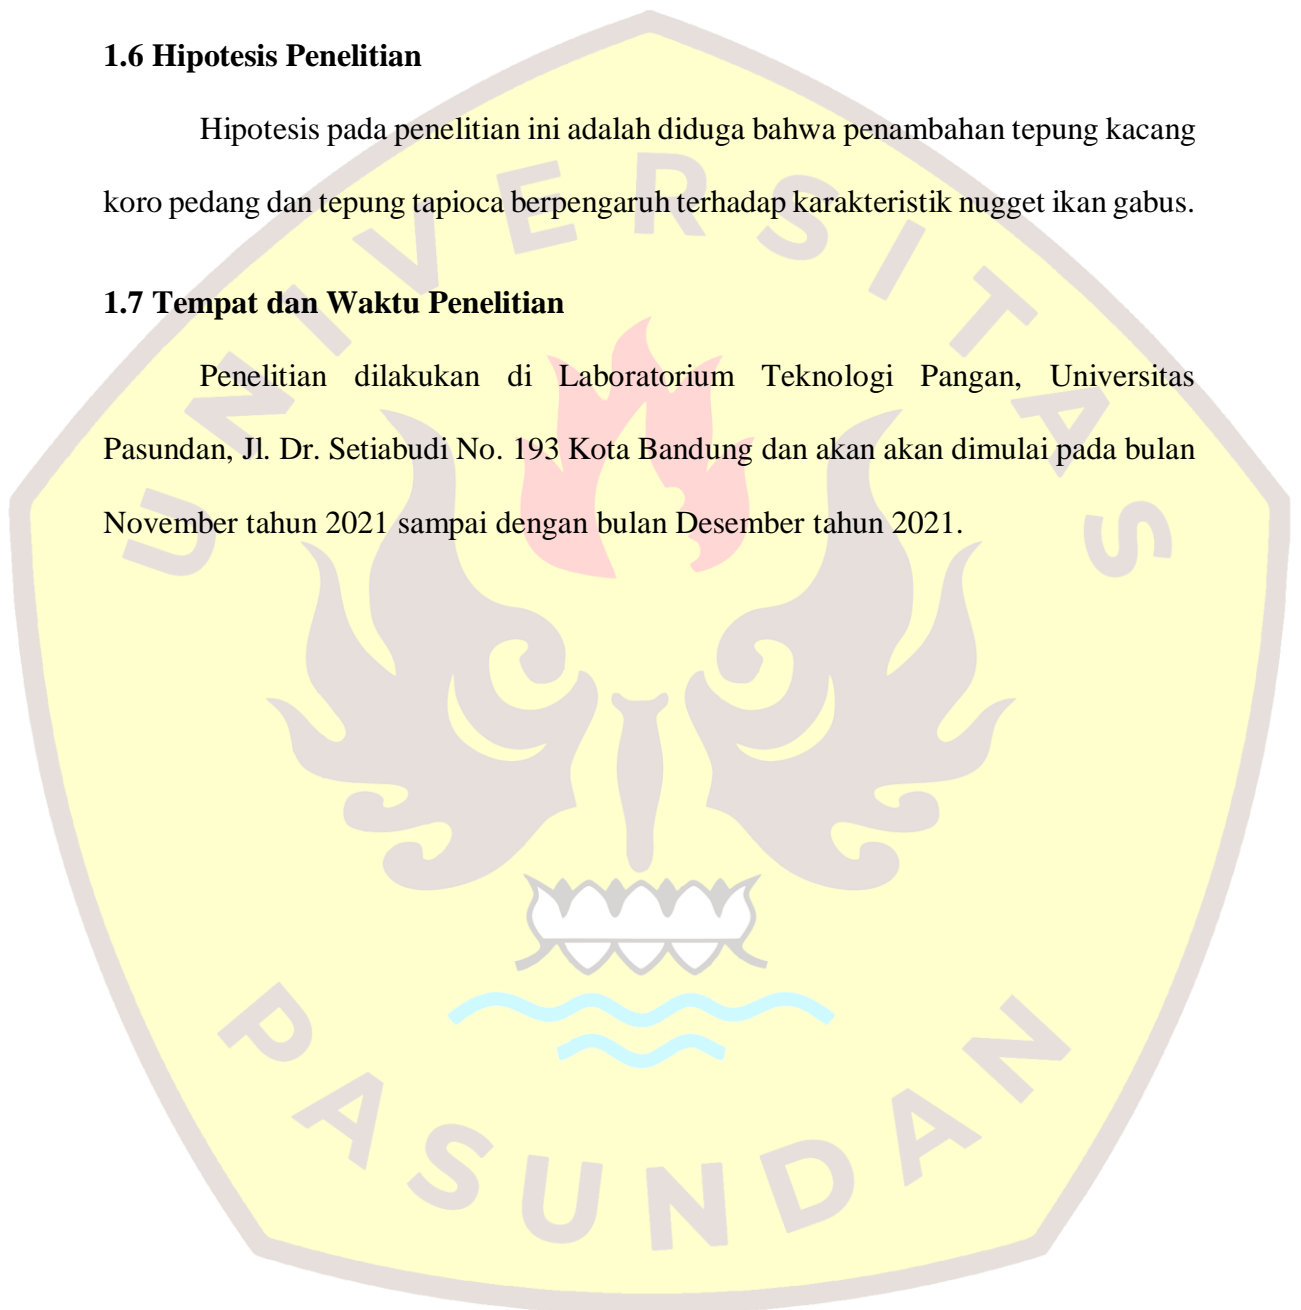 1.6 Hipotesis Penelitian
Hipotesis pada penelitian ini adalah diduga bahwa penambahan tepung kacang
koro pedang dan tepung tapioca berpengaruh terhadap karakteristik nugget ikan gabus.
1.7 Tempat dan Waktu Penelitian
Penelitian dilakukan di Laboratorium Teknologi Pangan, Universitas
Pasundan, Jl. Dr. Setiabudi No. 193 Kota Bandung dan akan akan dimulai pada bulan
November tahun 2021 sampai dengan bulan Desember tahun 2021.
UNIVERSITAS
PASUNDAN